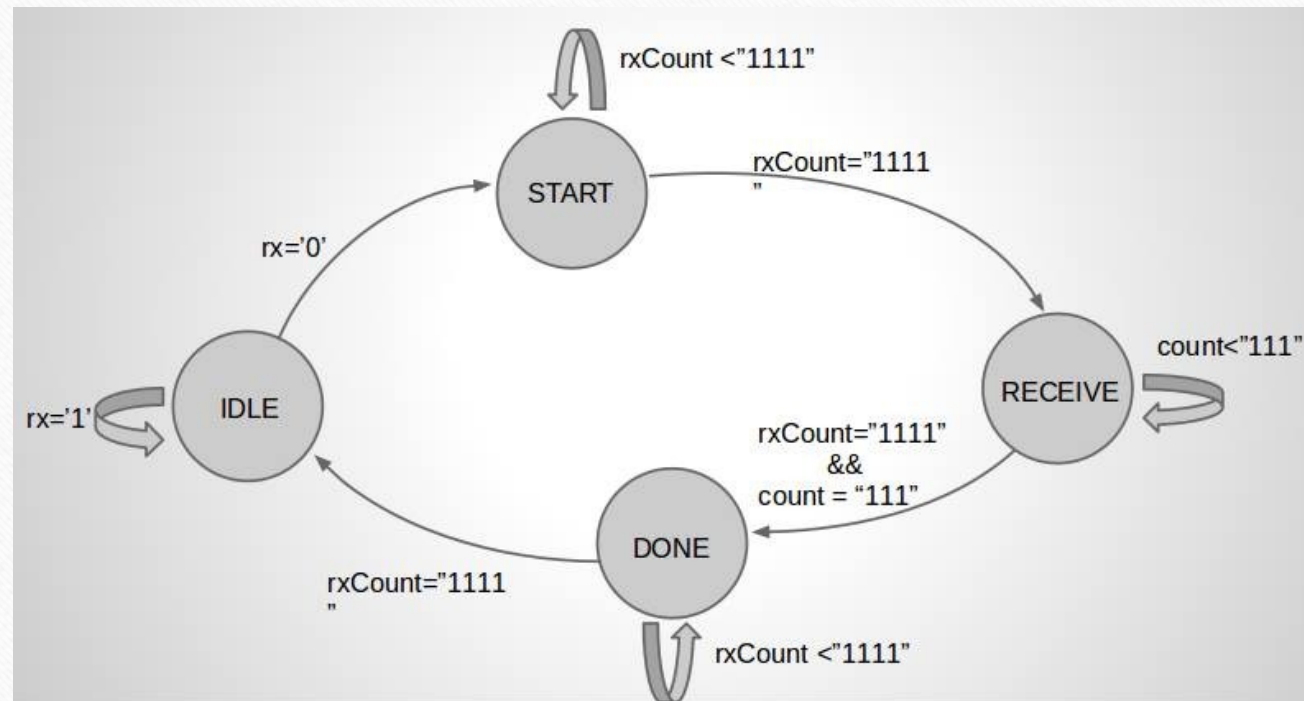 rxCount <”1111”
START
rxCount=”1111
”
rx=’0’
IDLE
rx=’1’
RECEIVE
count<”111”
rxCount=”1111”
&&
count = “111”
DONE
rxCount=”1111
”
rxCount <”1111”